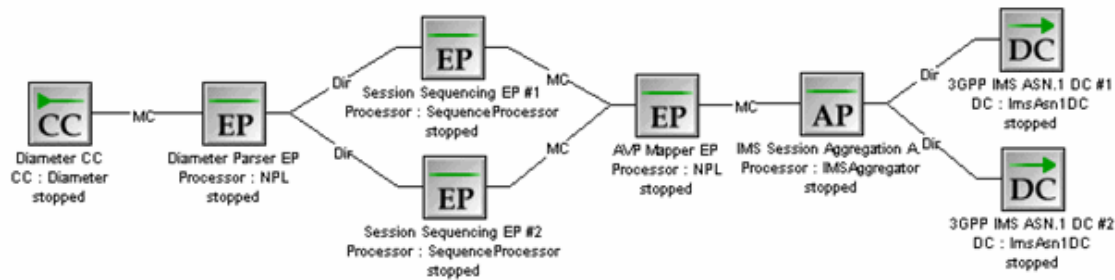 CC
MC
EP
Dir
Dir
EP
MC
EP
MC
EP
MC
AP
Dir
Dir
DC
DC
Diameter CC
CC : Diameter
stopped
Diameter Parser EP
Processor : NPL
stopped
Session Sequencing EP #1
Processor : SequenceProcessor
stopped
Session Sequencing EP #2
Processor : SequenceProcessor
stopped
AVP Mapper EP
Processor : NPL
stopped
IMS Session Aggregation A.
Processor : IMSAggregator
stopped
3GPP IMS ASN.1 DC #1
DC : ImsAsn1DC
stopped
3GPP IMS ASN.1 DC #2
DC : ImsAsn1DC
stopped